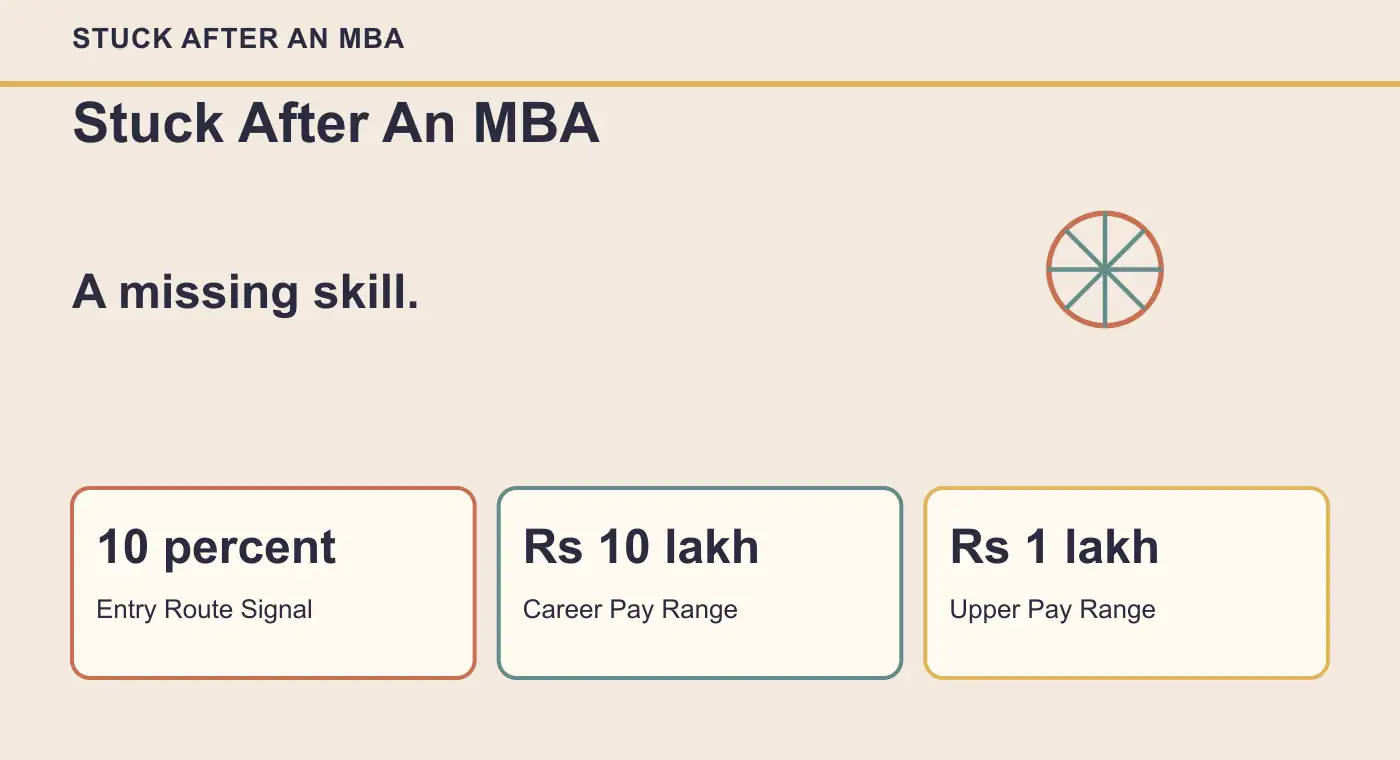 STUCK AFTER AN MBA
Stuck After An MBA
A missing skill.
10 percent
Entry Route Signal
Rs 10 lakh
Career Pay Range
Rs 1 lakh
Upper Pay Range